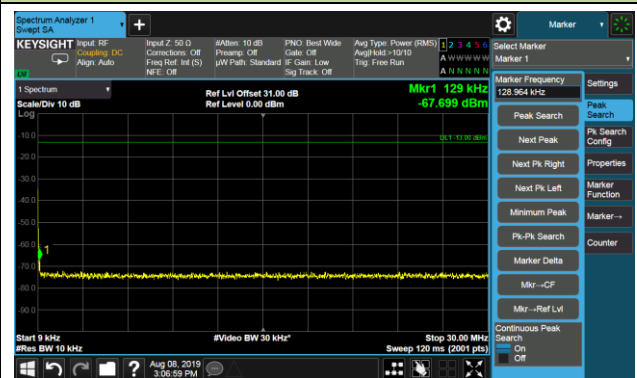 Spectrum Analyzer 1
Swept SA
+
Marker
KEYSIGHT
Input: RF
Coupling: DC
Align: Auto
Input Z: 50 Ω
Corrections: Off
Freq Ref: Int (S)
NFE: Off
#Atten: 10 dB
Preamp: Off
µW Path: Standard
PNO: Best Wide
Gate: Off
IF Gain: Low
Sig Track: Off
Avg Type: Power (RMS)
Avg|Hold:>10/10
Trig: Free Run
1 2 3 4 5 6
A W W W W W
A N N N N N
Select Marker
Marker 1
1 Spectrum
Scale/Div 10 dB
Log
Ref Lvl Offset 31.00 dB
Ref Level 0.00 dBm
Mkr1 129 kHz
-67.699 dBm
DL1 -13.00 dBm
-10.0
-20.0
-30.0
-40.0
-50.0
-60.0
-70.0
-80.0
-90.0
1
Start 9 kHz
#Res BW 10 kHz
#Video BW 30 kHz*
Stop 30.00 MHz
Sweep 120 ms (2001 pts)
Marker Frequency
128.964 kHz
Peak Search
Next Peak
Next Pk Right
Next Pk Left
Minimum Peak
Pk-Pk Search
Marker Delta
Mkr→CF
Mkr→Ref Lvl
Continuous Peak
Search
On
Off
Settings
Peak
Search
Pk Search
Config
Properties
Marker
Function
Marker→
Counter
?
Aug 08, 2019
3:06:59 PM